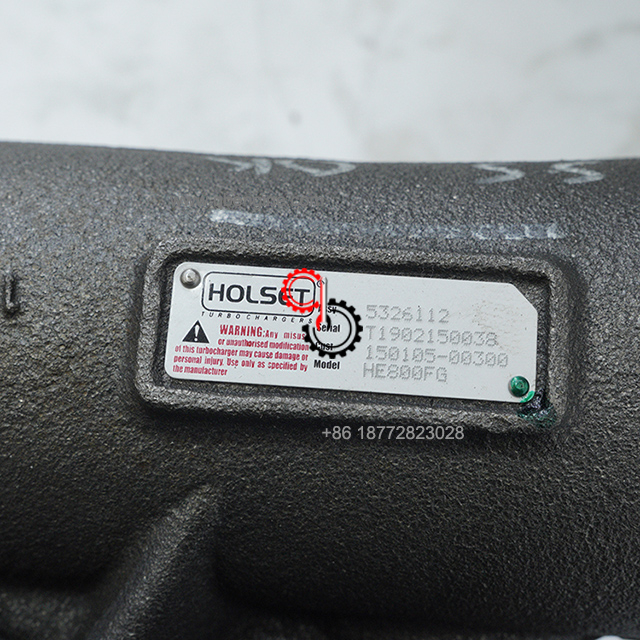 HOLSET
TURBOCHARGERS
WARNING: Any misuse
or unauthorised modification
of this turbocharger may cause damage or
personal injury. Use only as specified by
the manufacturer
5326112
Serial T1902150038
Cust 150105-00300
Model HE800FG
+86 18772823028